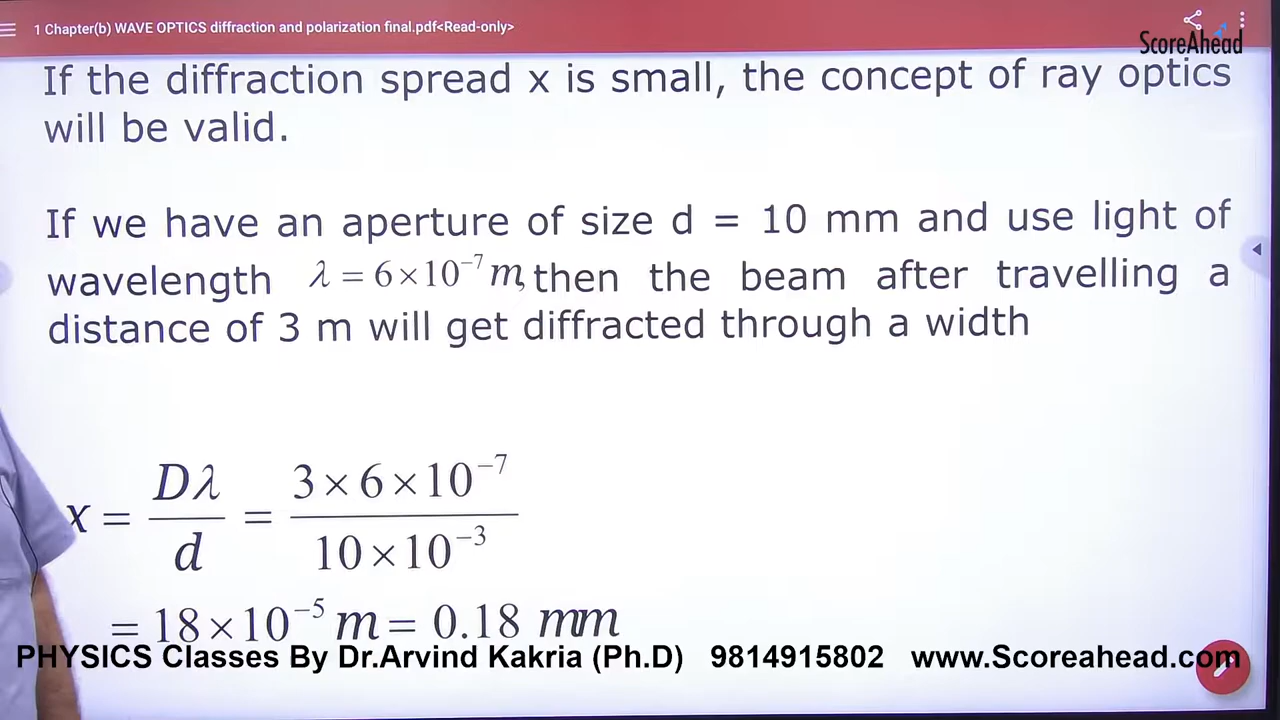 1 Chapter(b) WAVE OPTICS diffraction and polarization final.pdf<Read-only>
ScoreAhead
If the diffraction spread x is small, the concept of ray optics
will be valid.
If we have an aperture of size d = 10 mm and use light of
wavelength λ = 6×10⁻⁷ m, then the beam after travelling a
distance of 3 m will get diffracted through a width
x = Dλ/d = 3×6×10⁻⁷/10×10⁻³
= 18×10⁻⁵ m = 0.18 mm
PHYSICS Classes By Dr.Arvind Kakria (Ph.D) 9814915802 www.Scoreahead.com